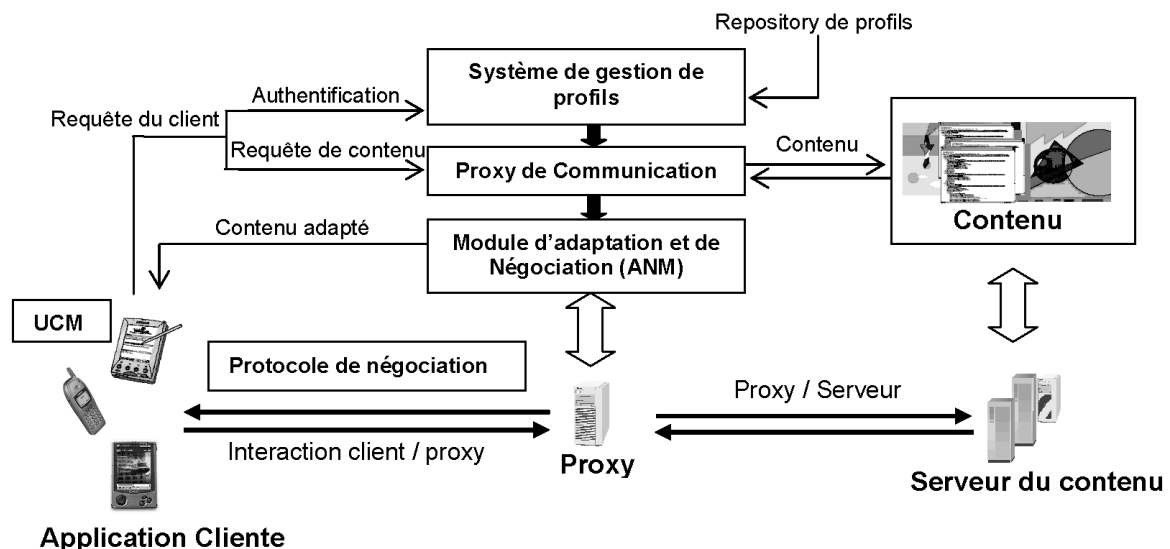 Repository de profils
Système de gestion de
profils
Authentification
Requête du client
Requête de contenu
Proxy de Communication
Contenu
Contenu
Contenu adapté
Module d'adaptation et de
Négociation (ANM)
UCM
Protocole de négociation
Interaction client / proxy
Proxy
Proxy / Serveur
Serveur du contenu
Application Cliente